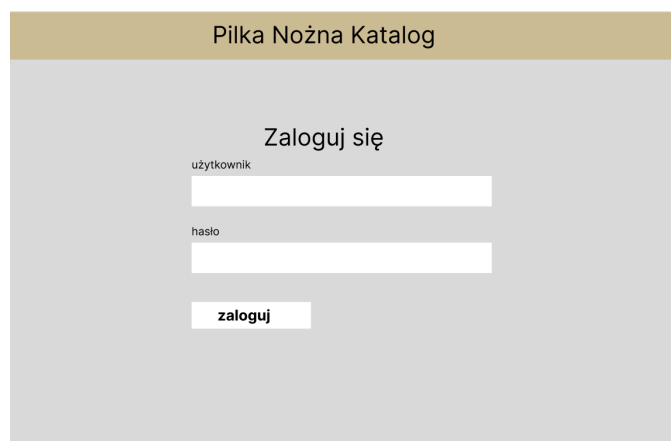 Pilka Nożna Katalog
Zaloguj się
użytkownik
hasło
zaloguj